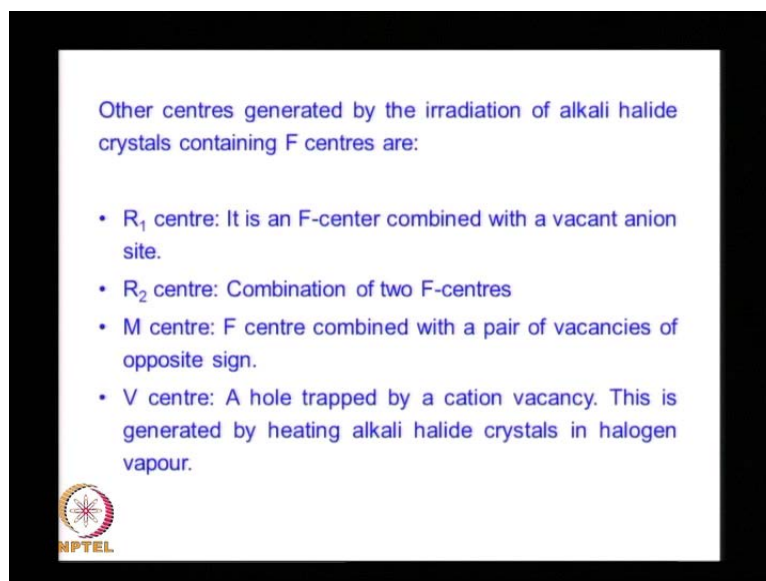 Other centres generated by the irradiation of alkali halide
crystals containing F centres are:
• R₁ centre: It is an F-center combined with a vacant anion
site.
• R₂ centre: Combination of two F-centres
• M centre: F centre combined with a pair of vacancies of
opposite sign.
• V centre: A hole trapped by a cation vacancy. This is
generated by heating alkali halide crystals in halogen
vapour.
NPTEL